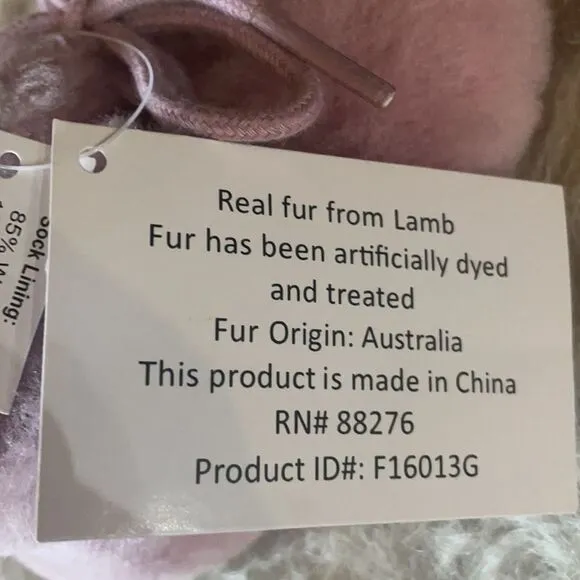 Real fur from Lamb
Fur has been artificially dyed
and treated
Fur Origin: Australia
This product is made in China
RN# 88276
Product ID#: F16013G
Sock Lining:
85%